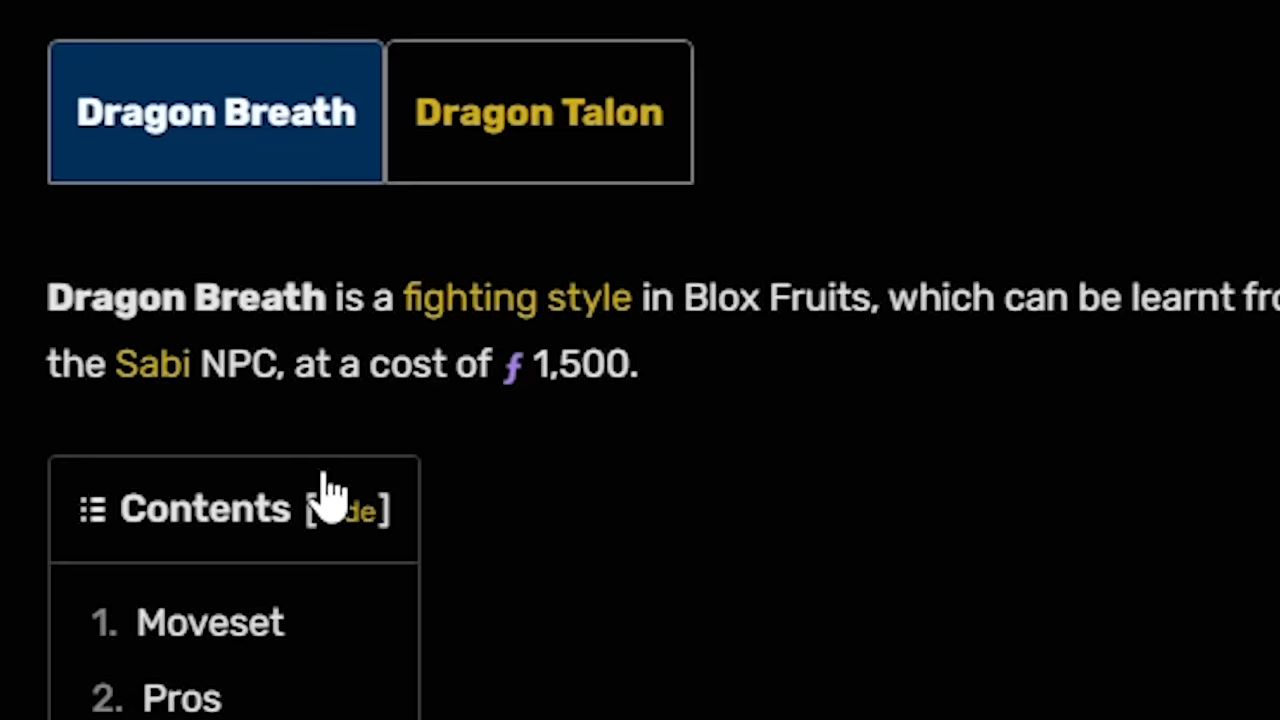 Dragon Breath Dragon Talon
Dragon Breath is a fighting style in Blox Fruits, which can be learnt
the Sabi NPC, at a cost of ƒ 1,500.
Contents [ de]
1. Moveset
2. Pros